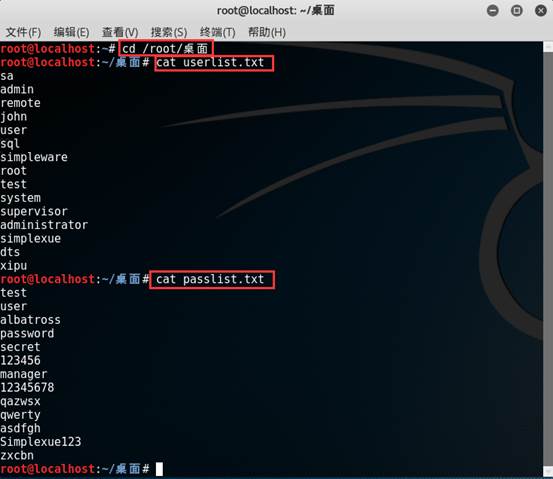 root@localhost: ~/桌面
文件(F) 编辑(E) 查看(V) 搜索(S) 终端(T) 帮助(H)
root@localhost:~# cd /root/桌面
root@localhost:~/桌面# cat userlist.txt
sa
admin
remote
john
user
sql
simpleware
root
test
system
supervisor
administrator
simplexue
dts
xipu
root@localhost:~/桌面# cat passlist.txt
test
user
albatross
password
secret
123456
manager
12345678
qazwsx
qwerty
asdfgh
Simplexue123
zxcbn
root@localhost:~/桌面#